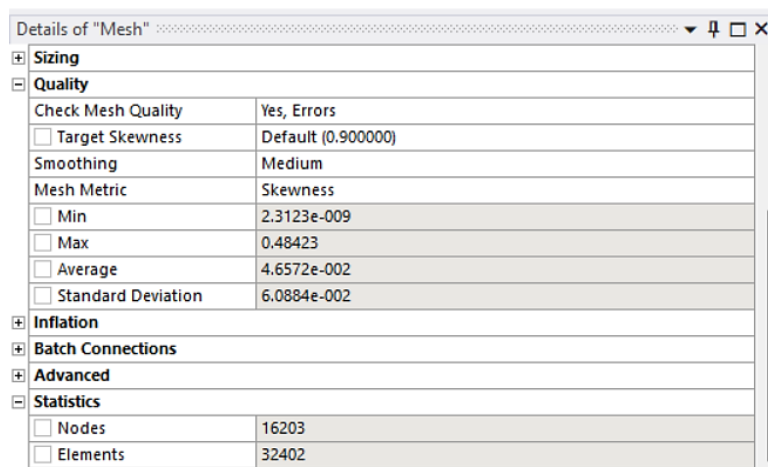 Details of "Mesh"
Sizing
Quality
Check Mesh Quality Yes, Errors
Target Skewness Default (0.900000)
Smoothing Medium
Mesh Metric Skewness
Min 2.3123e-009
Max 0.48423
Average 4.6572e-002
Standard Deviation 6.0884e-002
Inflation
Batch Connections
Advanced
Statistics
Nodes 16203
Elements 32402